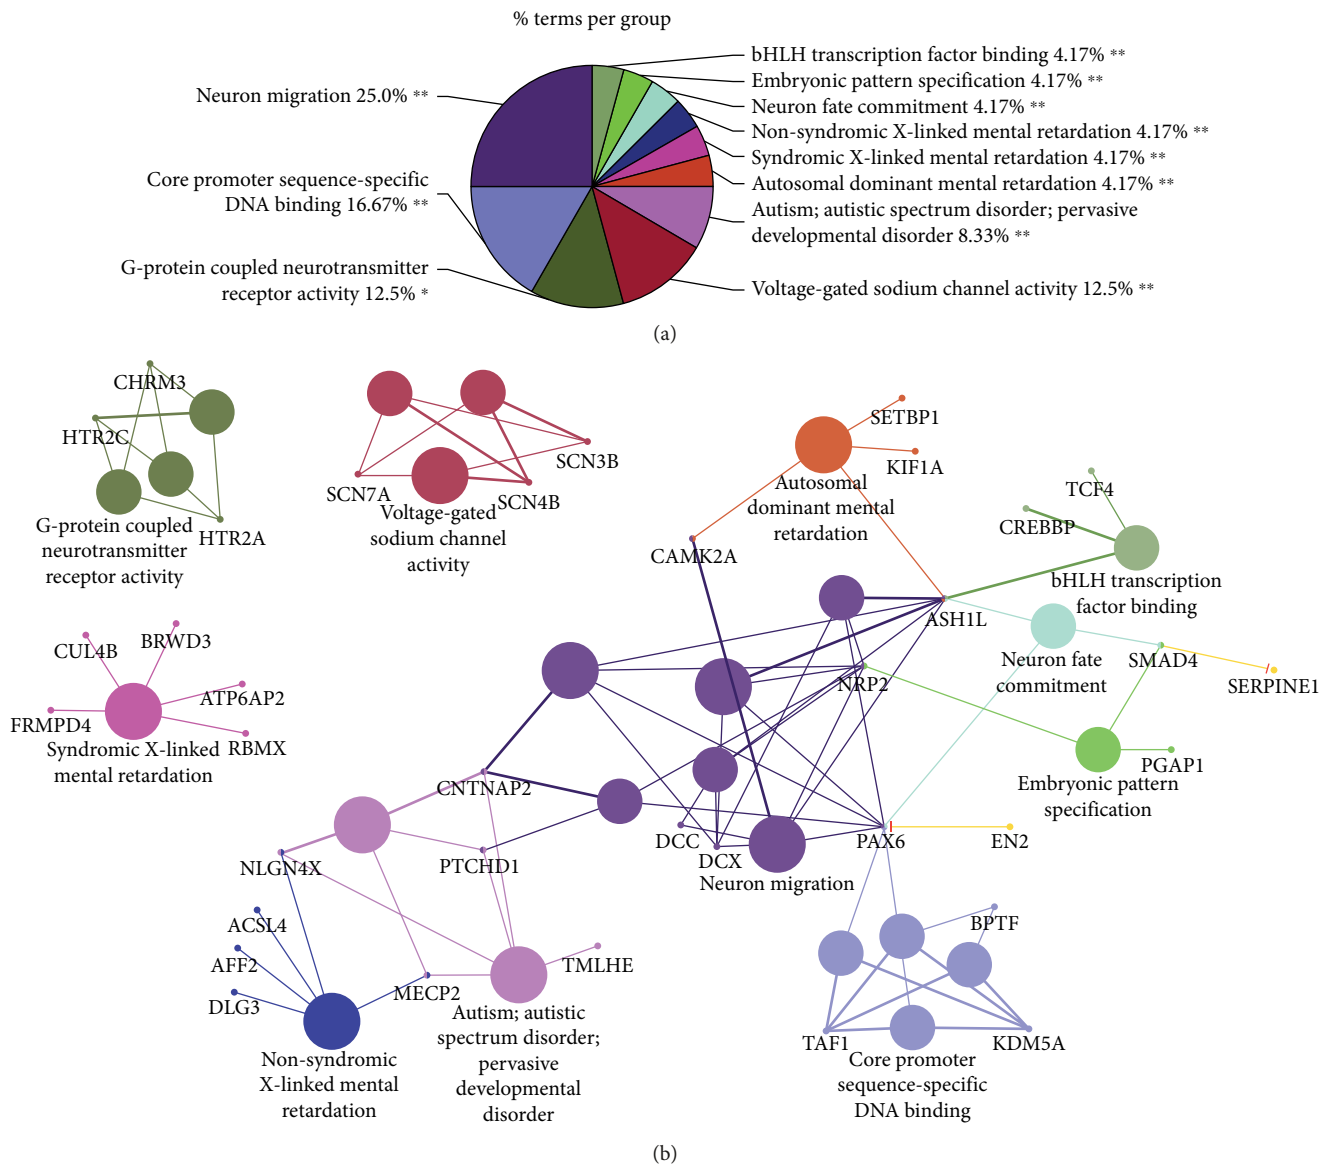 % terms per group
bHLH transcription factor binding 4.17% **
Embryonic pattern specification 4.17% **
Neuron migration 25.0% **
Neuron fate commitment 4.17% **
Non-syndromic X-linked mental retardation 4.17% **
Syndromic X-linked mental retardation 4.17% **
Core promoter sequence-specific
DNA binding 16.67% **
Autosomal dominant mental retardation 4.17% **
Autism; autistic spectrum disorder; pervasive
developmental disorder 8.33% **
G-protein coupled neurotransmitter
receptor activity 12.5% *
Voltage-gated sodium channel activity 12.5% **
(a)
CHRM3
HTR2C
HTR2A
G-protein coupled
neurotransmitter
receptor activity
SCN7A
SCN3B
SCN4B
Voltage-gated
sodium channel
activity
SETBP1
KIF1A
Autosomal
dominant mental
retardation
CAMK2A
TCF4
CREBBP
bHLH transcription
factor binding
ASH1L
Neuron fate
commitment
SMAD4
SERPINE1
NRP2
CUL4B
BRWD3
ATP6AP2
FRMPD4
RBMX
Syndromic X-linked
mental retardation
PGAP1
Embryonic pattern
specification
CNTNAP2
DCC
DCX
PAX6
EN2
Neuron migration
NLGN4X
PTCHD1
ACSL4
AFF2
DLG3
MECP2
TMLHE
Non-syndromic
X-linked mental
retardation
Autism; autistic
spectrum disorder;
pervasive
developmental
disorder
BPTF
TAF1
KDM5A
Core promoter
sequence-specific
DNA binding
(b)